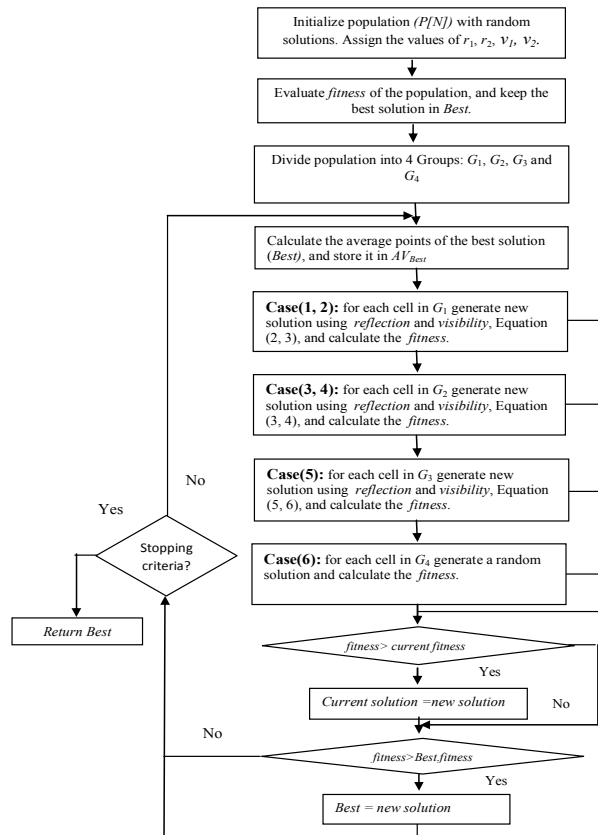 Initialize population (P[N]) with random
solutions. Assign the values of r1, r2, v1, v2.
Evaluate fitness of the population, and keep the
best solution in Best.
Divide population into 4 Groups: G1, G2, G3 and
G4
Calculate the average points of the best solution
(Best), and store it in AVBest
Case(1, 2): for each cell in G1 generate new
solution using reflection and visibility, Equation
(2, 3), and calculate the fitness.
Case(3, 4): for each cell in G2 generate new
solution using reflection and visibility, Equation
(3, 4), and calculate the fitness.
Case(5): for each cell in G3 generate new
solution using reflection and visibility, Equation
(5, 6), and calculate the fitness.
Case(6): for each cell in G4 generate a random
solution and calculate the fitness.
No
Yes
Stopping
criteria?
Return Best
fitness> current fitness
Yes
Current solution =new solution
No
No
fitness>Best.fitness
Yes
Best = new solution